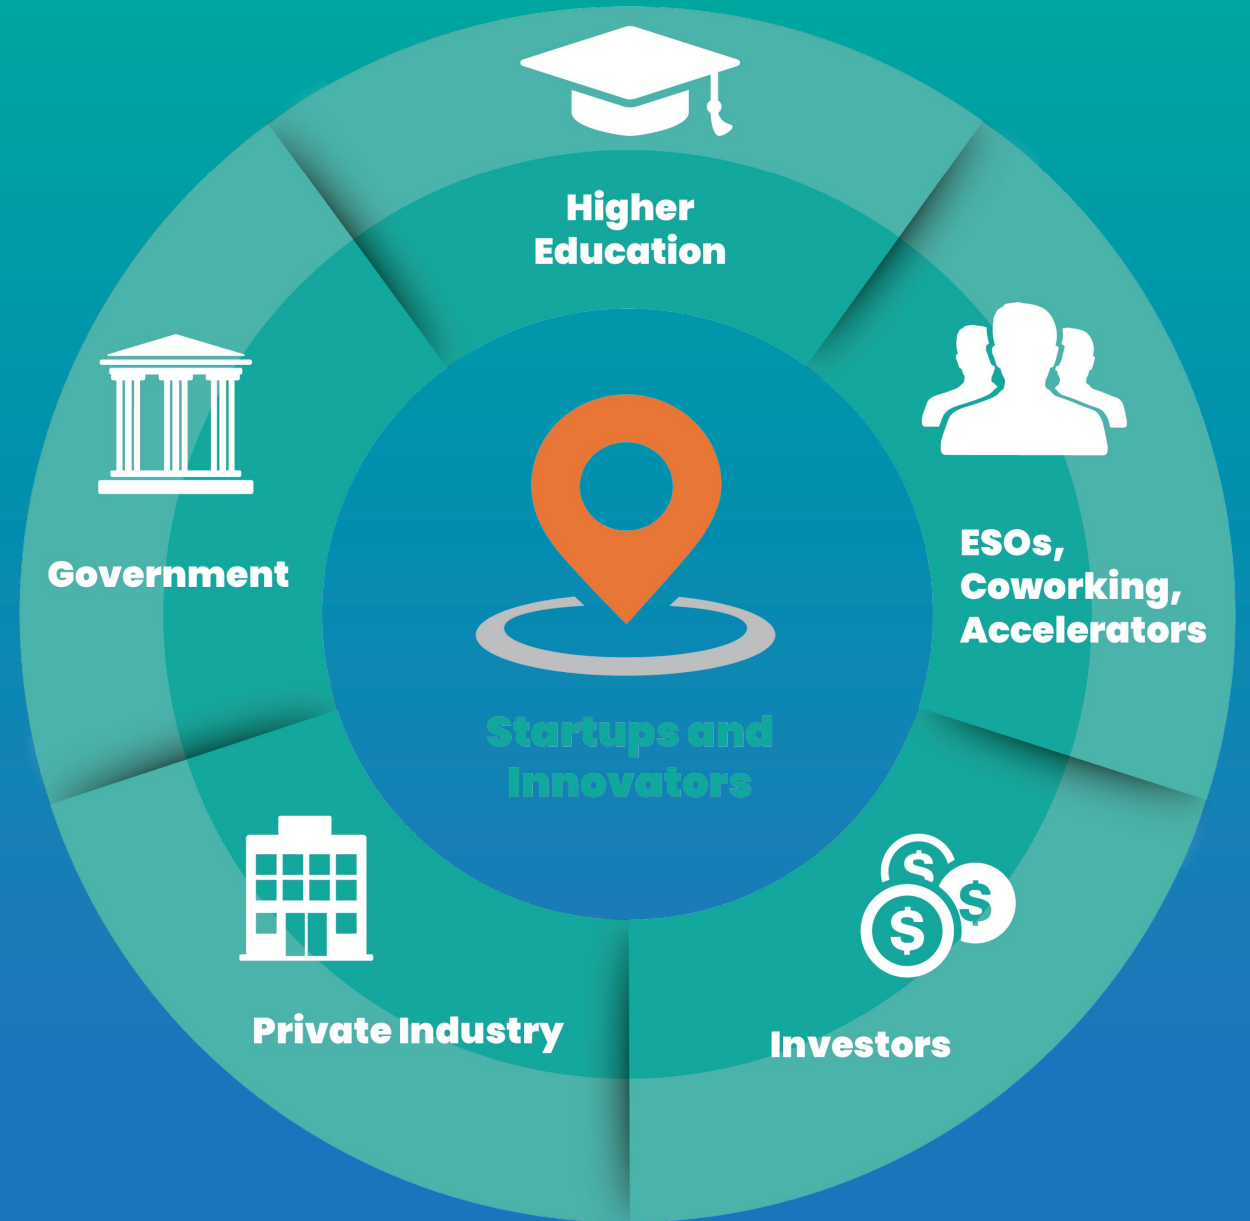 Higher
Education
ESOs,
Coworking,
Accelerators
Government
Startups and
Innovators
Private Industry
Investors
$
$
$